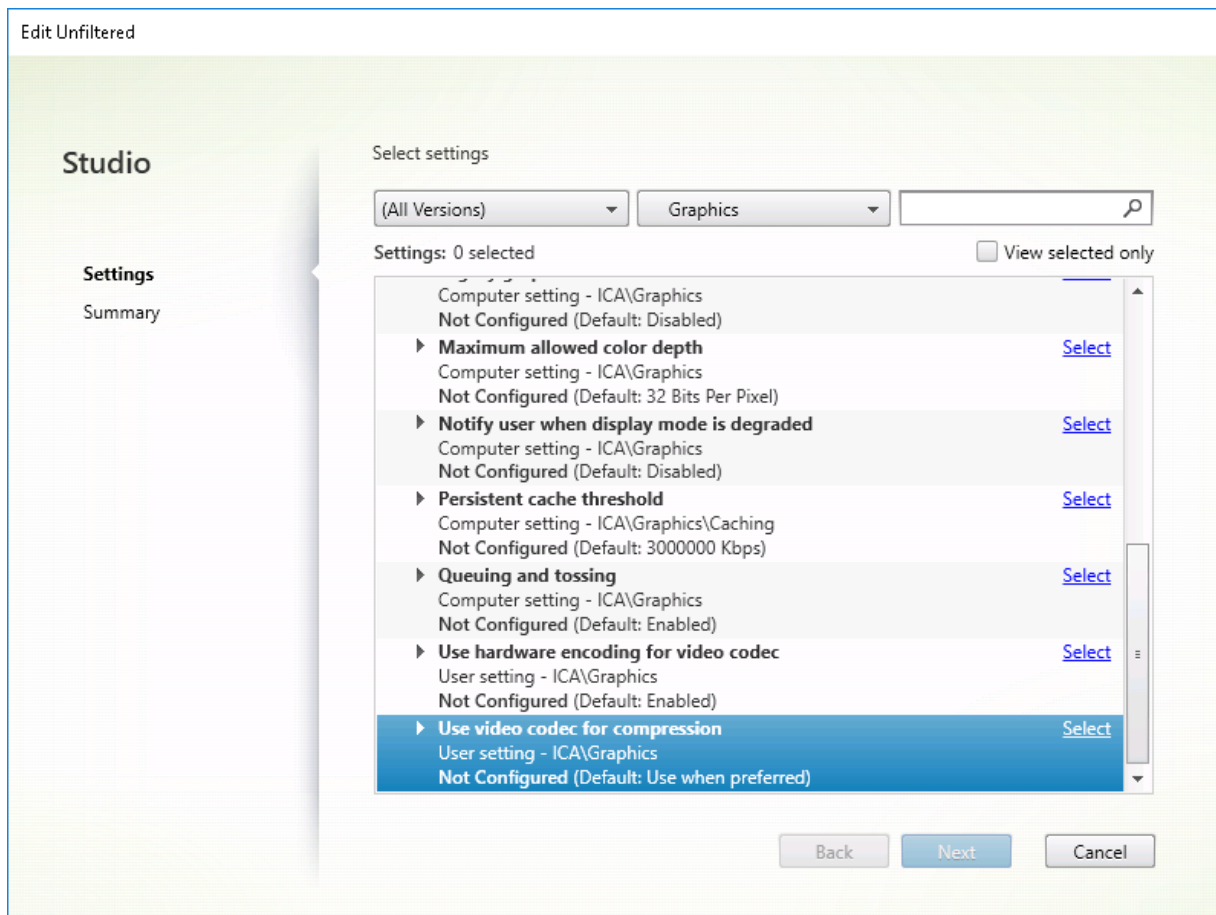 Edit Unfiltered
Studio
Settings
Summary
Select settings
(All Versions)
Graphics
Settings: 0 selected
View selected only
Computer setting - ICA\Graphics
Not Configured (Default: Disabled)
Maximum allowed color depth
Select
Computer setting - ICA\Graphics
Not Configured (Default: 32 Bits Per Pixel)
Notify user when display mode is degraded
Select
Computer setting - ICA\Graphics
Not Configured (Default: Disabled)
Persistent cache threshold
Select
Computer setting - ICA\Graphics\Caching
Not Configured (Default: 3000000 Kbps)
Queuing and tossing
Select
Computer setting - ICA\Graphics
Not Configured (Default: Enabled)
Use hardware encoding for video codec
Select
User setting - ICA\Graphics
Not Configured (Default: Enabled)
Use video codec for compression
Select
User setting - ICA\Graphics
Not Configured (Default: Use when preferred)
Back
Next
Cancel